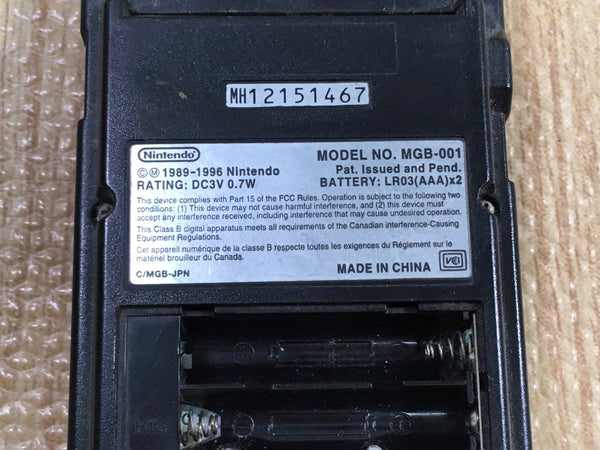 MH12151467
Nintendo
MODEL NO. MGB-001
©Ⓜ 1989-1996 Nintendo
Pat. Issued and Pend.
RATING: DC3V 0.7W
BATTERY: LR03(AAA)x2
This device complies with Part 15 of the FCC Rules. Operation is subject to the following two
conditions: (1) This device may not cause harmful interference, and (2) this device must
accept any interference received, including interference that may cause undesired operation.
This Class B digital apparatus meets all requirements of the Canadian Interference-Causing
Equipment Regulations.
Cet appareil numérique de la classe B respecte toutes les exigences du Réglement sur le
matériel brouilleur du Canada.
C/MGB-JPN
MADE IN CHINA
VCI